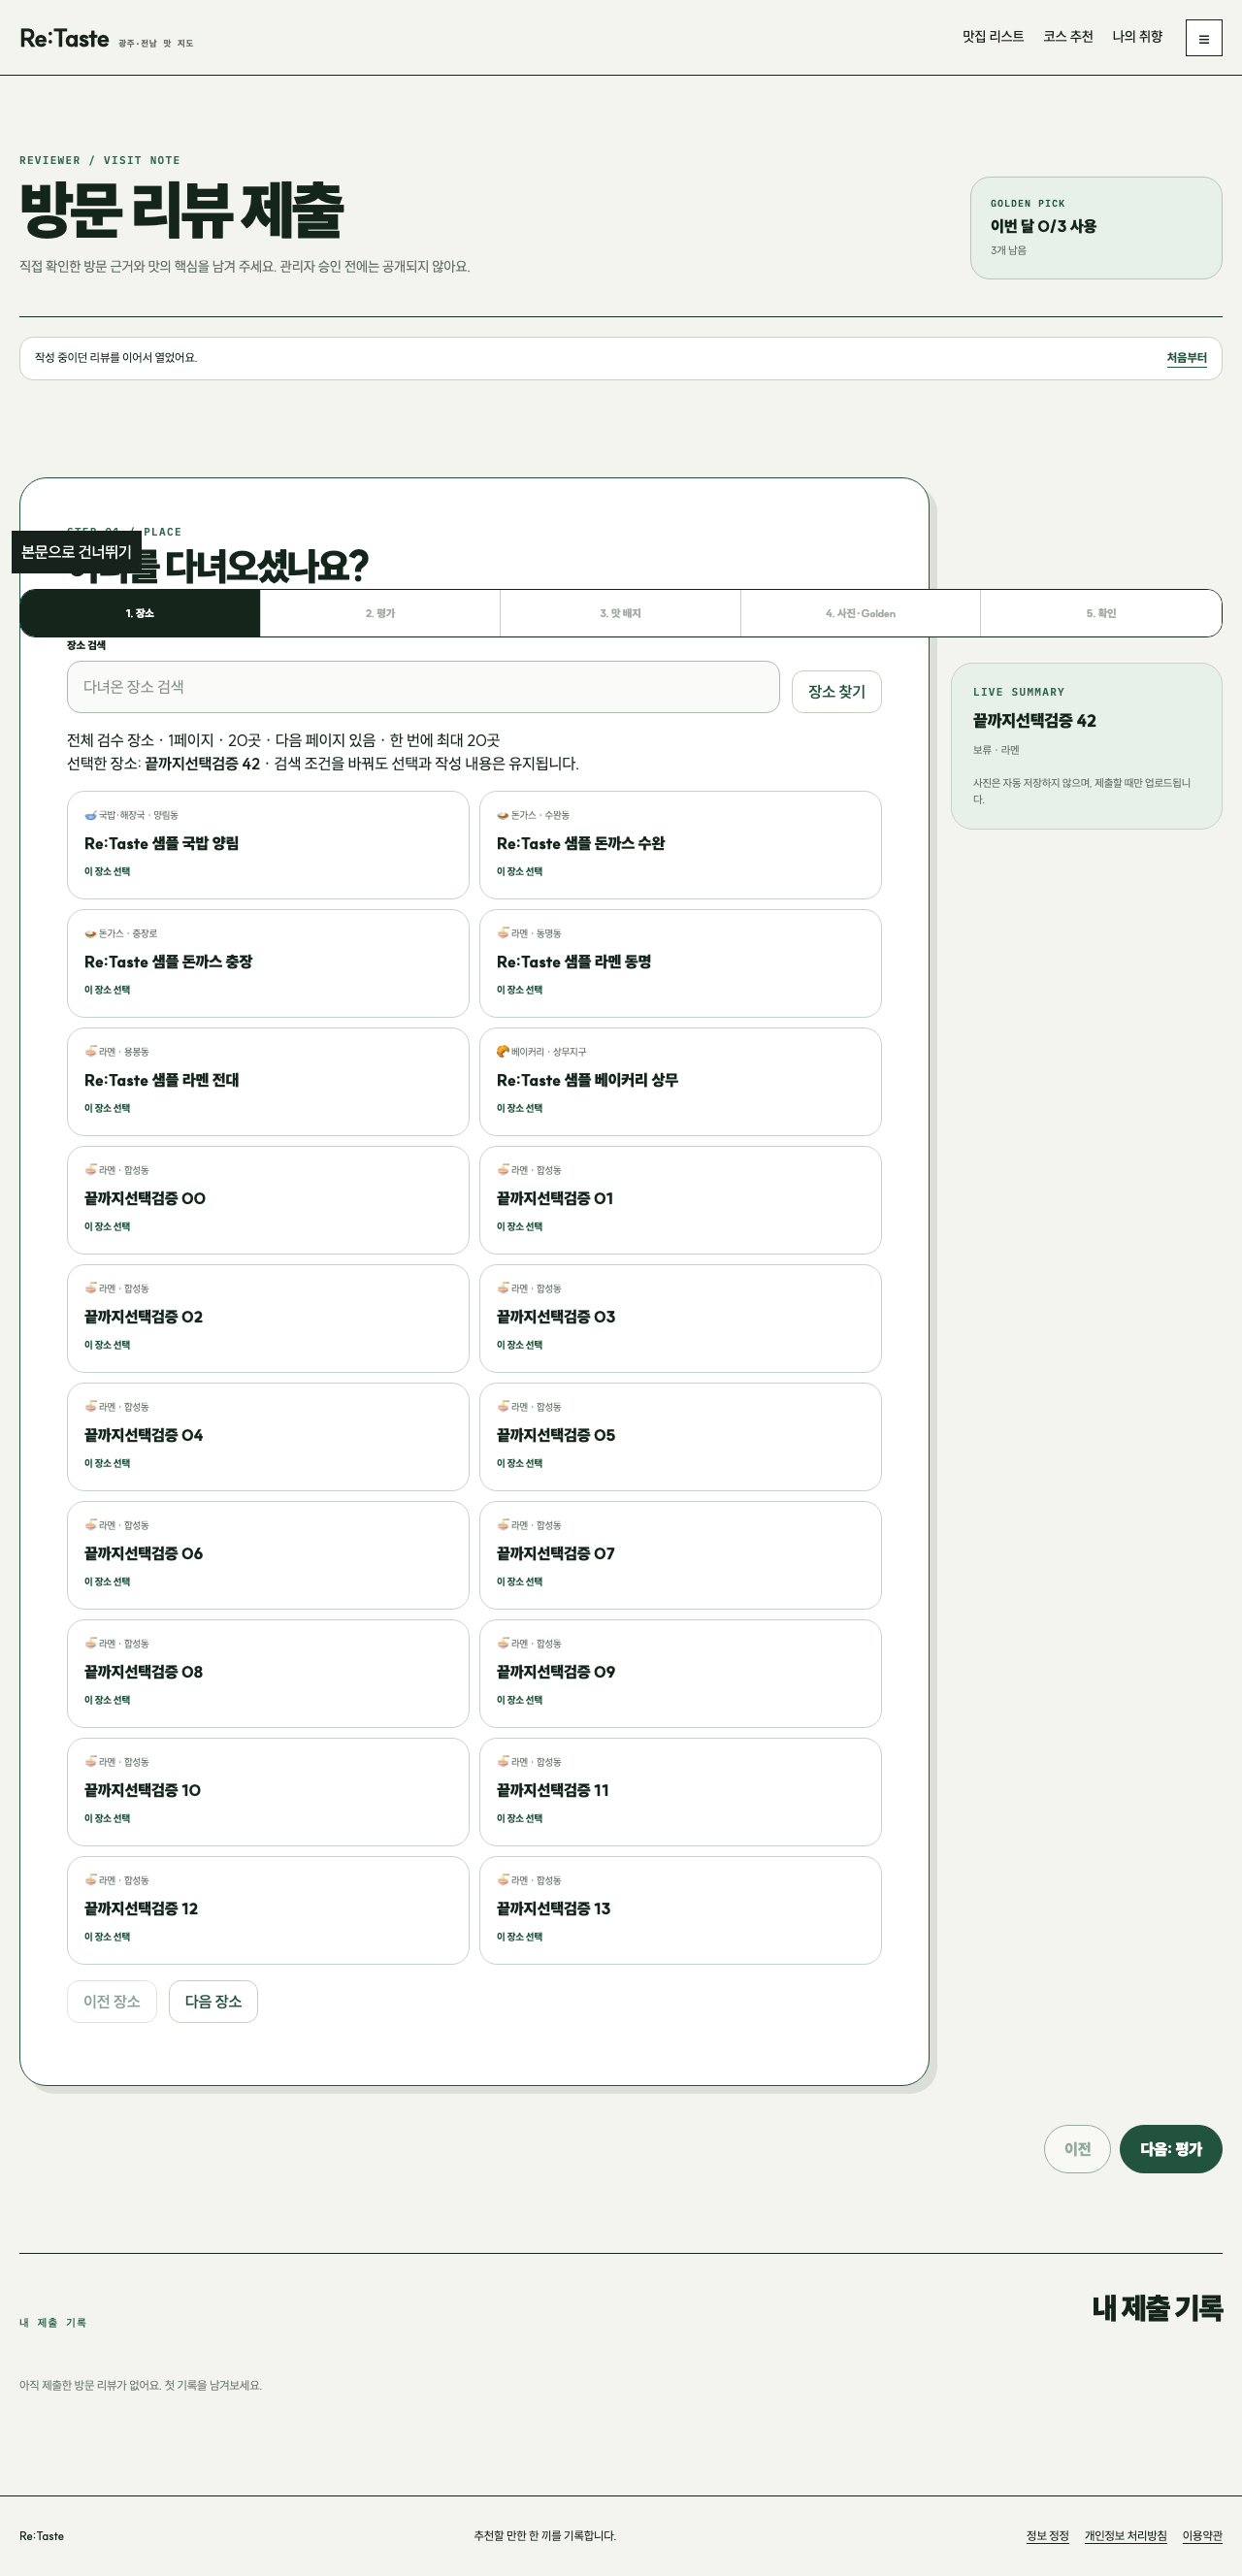 Re:Taste 광주·전남 맛 지도
맛집 리스트 코스 추천 나의 취향
REVIEWER / VISIT NOTE
방문 리뷰 제출
직접 확인한 방문 근거와 맛의 핵심을 남겨 주세요. 관리자 승인 전에는 공개되지 않아요.
GOLDEN PICK
이번 달 0/3 사용
3개 남음
작성 중이던 리뷰를 이어서 열었어요.
처음부터
PLACE
본문으로 건너뛰기
다녀오셨나요?
1. 장소
2. 평가
3. 맛 배지
4. 사진·Golden
5. 확인
장소 검색
다녀온 장소 검색
장소 찾기
전체 검수 장소 · 1페이지 · 20곳 · 다음 페이지 있음 · 한 번에 최대 20곳
선택한 장소: 끝까지선택검증 42 · 검색 조건을 바꿔도 선택과 작성 내용은 유지됩니다.
LIVE SUMMARY
끝까지선택검증 42
보류 · 라멘
사진은 자동 저장하지 않으며, 제출할 때만 업로드됩니
다.
국밥·해장국 · 양림동
Re:Taste 샘플 국밥 양림
이 장소 선택
돈가스 · 수완동
Re:Taste 샘플 돈까스 수완
이 장소 선택
돈가스 · 충장로
Re:Taste 샘플 돈까스 충장
이 장소 선택
라멘 · 동명동
Re:Taste 샘플 라멘 동명
이 장소 선택
라멘 · 용봉동
Re:Taste 샘플 라멘 전대
이 장소 선택
베이커리 · 상무지구
Re:Taste 샘플 베이커리 상무
이 장소 선택
라멘 · 합성동
끝까지선택검증 00
이 장소 선택
라멘 · 합성동
끝까지선택검증 01
이 장소 선택
라멘 · 합성동
끝까지선택검증 02
이 장소 선택
라멘 · 합성동
끝까지선택검증 03
이 장소 선택
라멘 · 합성동
끝까지선택검증 04
이 장소 선택
라멘 · 합성동
끝까지선택검증 05
이 장소 선택
라멘 · 합성동
끝까지선택검증 06
이 장소 선택
라멘 · 합성동
끝까지선택검증 07
이 장소 선택
라멘 · 합성동
끝까지선택검증 08
이 장소 선택
라멘 · 합성동
끝까지선택검증 09
이 장소 선택
라멘 · 합성동
끝까지선택검증 10
이 장소 선택
라멘 · 합성동
끝까지선택검증 11
이 장소 선택
라멘 · 합성동
끝까지선택검증 12
이 장소 선택
라멘 · 합성동
끝까지선택검증 13
이 장소 선택
이전 장소
다음 장소
이전
다음: 평가
내 제출 기록
내 제출 기록
아직 제출한 방문 리뷰가 없어요. 첫 기록을 남겨보세요.
Re:Taste
추천할 만한 한 끼를 기록합니다.
정보 정정 개인정보 처리방침 이용약관